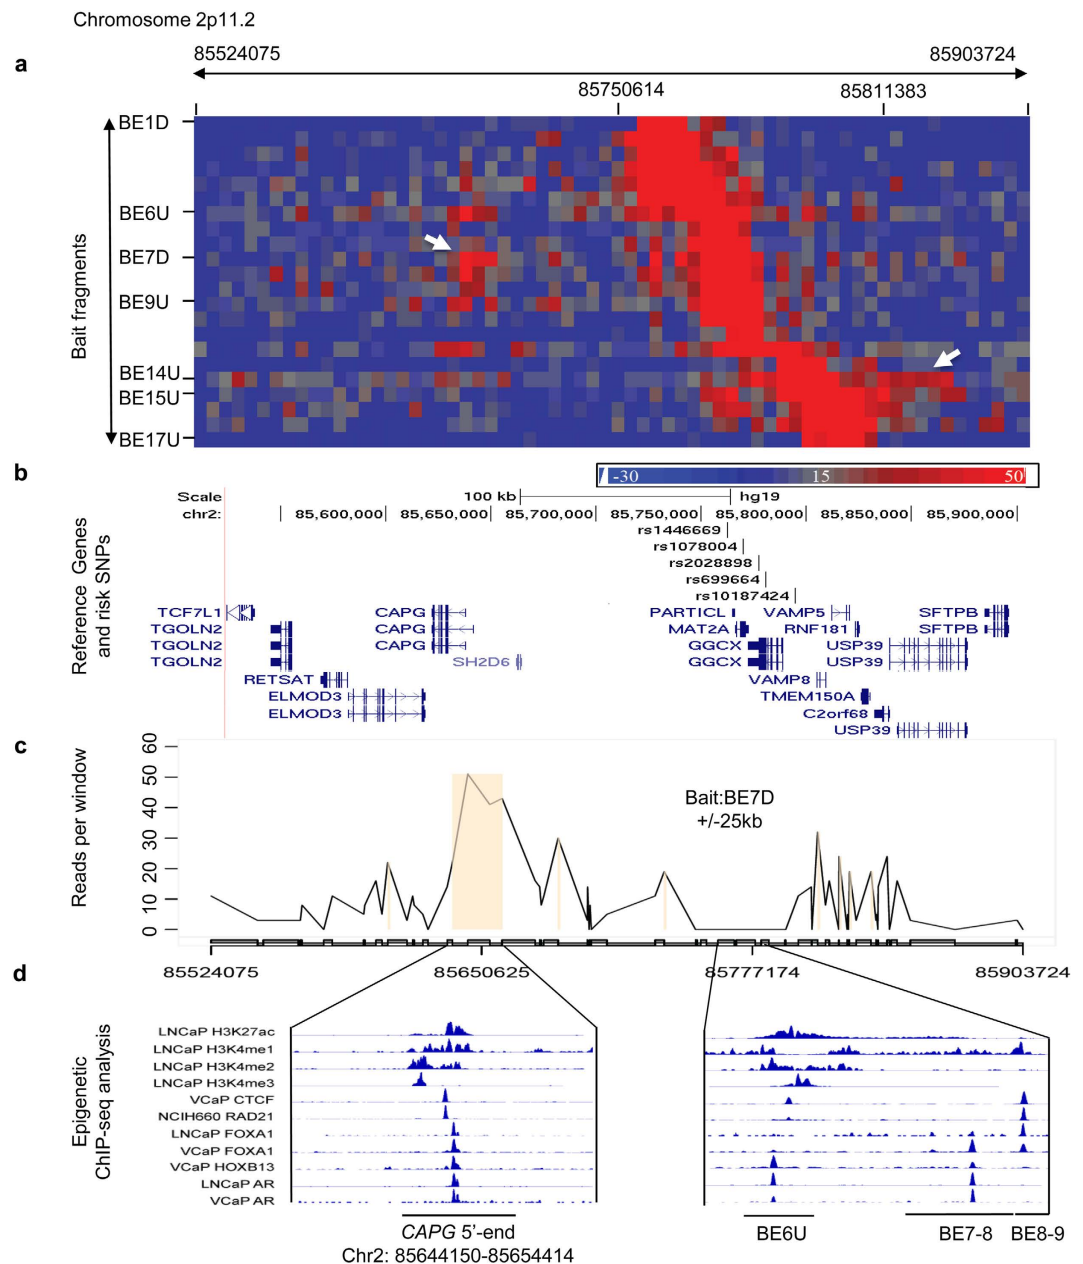 Chromosome 2p11.2
a
85524075
85903724
85750614
85811383
Bait fragments
BE1D
BE6U
BE7D
BE9U
BE14U
BE15U
BE17U
b
-30
15
50
Reference Genes
and risk SNPs
Scale
100 kb
hg19
chr2:
85,600,000
85,650,000
85,700,000
85,750,000
85,800,000
85,850,000
85,900,000
rs1446669
rs1078004
rs2028898
rs699664
rs10187424
TCF7L1
CAPG
PARTICL
VAMP5
SFTPB
TGOLN2
CAPG
MAT2A
RNF181
SFTPB
TGOLN2
CAPG
GGCX
USP39
TGOLN2
SH2D6
GGCX
USP39
RETSAT
VAMP8
ELMOD3
TMEM150A
ELMOD3
C2orf68
USP39
c
Reads per window
60
50
40
30
20
10
0
Bait:BE7D
+/-25kb
85524075
85650625
85777174
85903724
d
Epigenetic
ChIP-seq analysis
LNCaP H3K27ac
LNCaP H3K4me1
LNCaP H3K4me2
LNCaP H3K4me3
VCaP CTCF
NCIH660 RAD21
LNCaP FOXA1
VCaP FOXA1
VCaP HOXB13
LNCaP AR
VCaP AR
CAPG 5’-end
Chr2: 85644150-85654414
BE6U
BE7-8
BE8-9